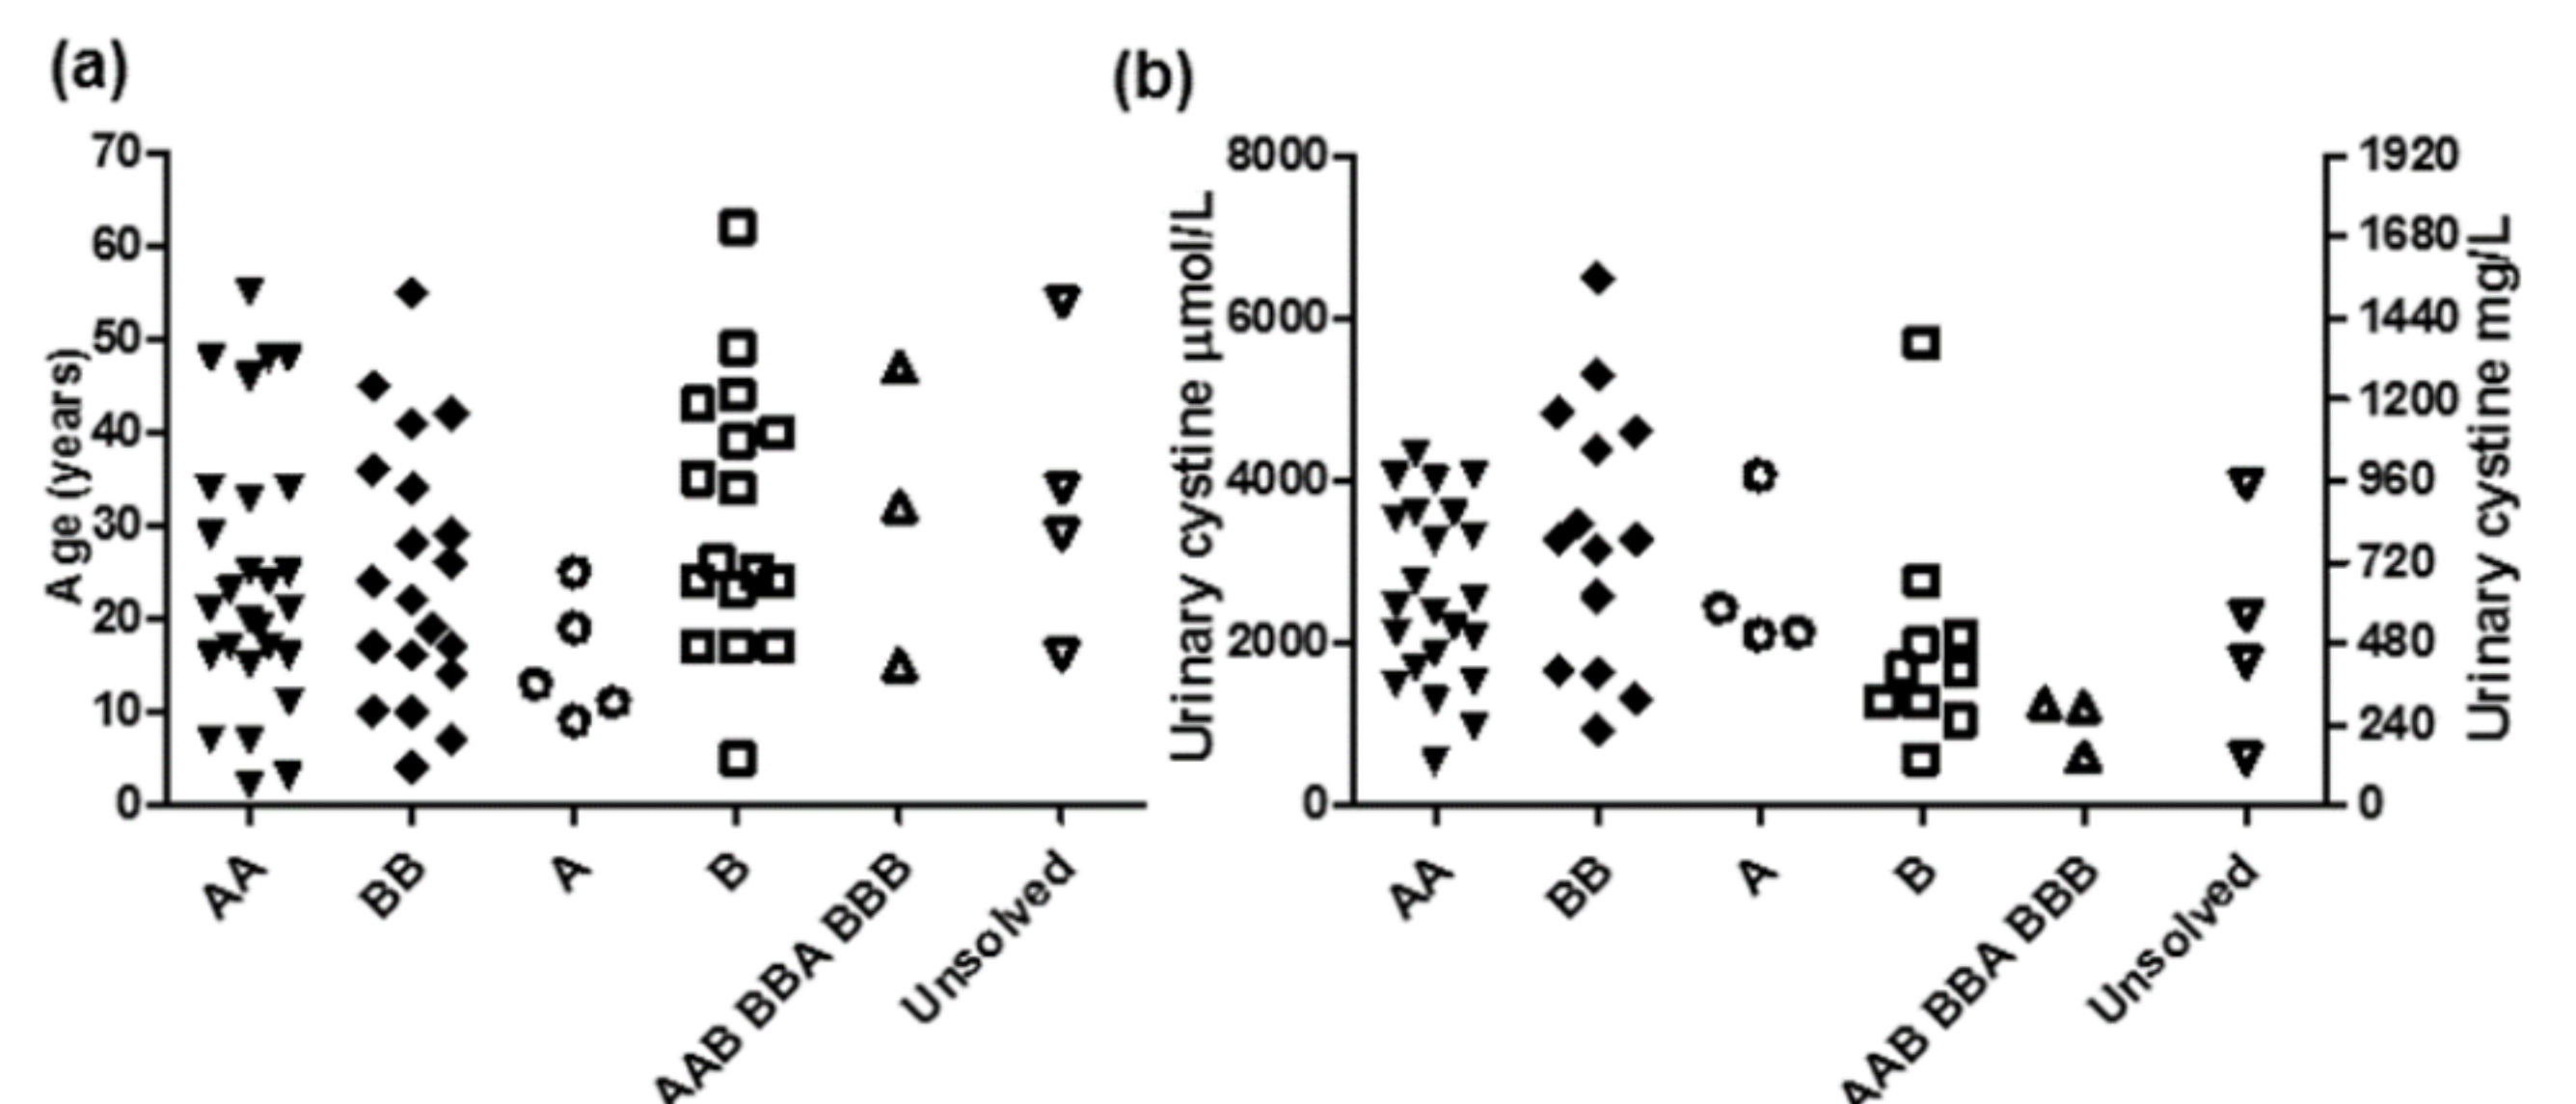 (a)
Age (years)
70
60
50
40
30
20
10
0
AA
BB
A
B
AAB BBA BBB
Unsolved
(b)
Urinary cystine μmol/L
8000
6000
4000
2000
0
AA
BB
A
B
AAB BBA BBB
Unsolved
1920
1680
1440
1200
960
720
480
240
0
Urinary cystine mg/L